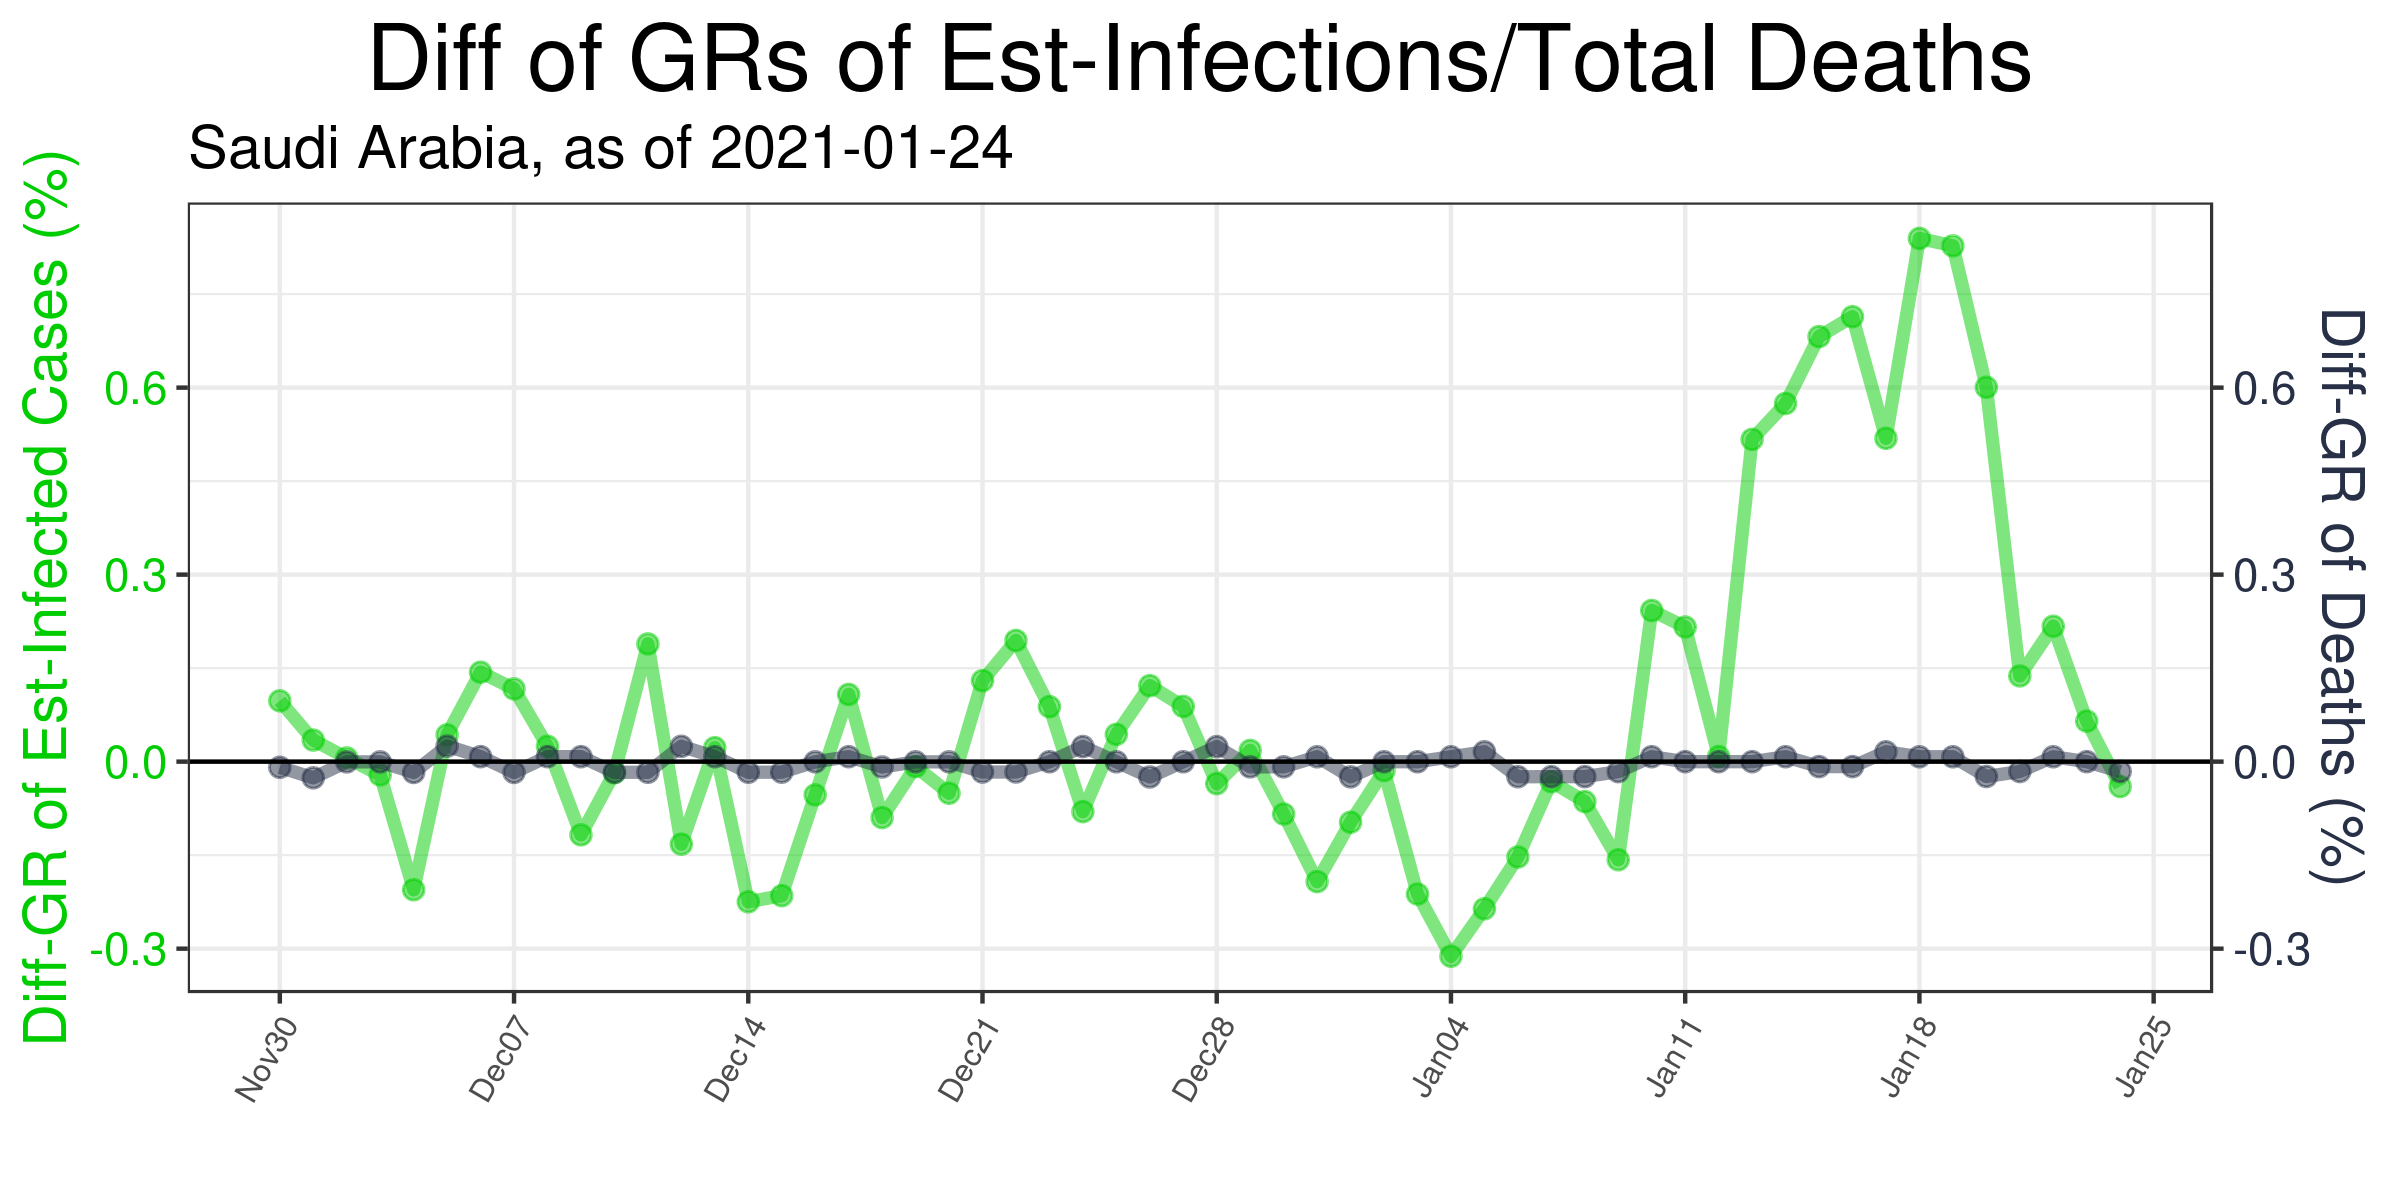 Diff of GRs of Est-Infections/Total Deaths
Saudi Arabia, as of 2021-01-24
Diff-GR of Est-Infected Cases (%)
0.6
0.3
0.0
-0.3
0.6
0.3
0.0
-0.3
Diff-GR of Deaths (%)
Nov30
Dec07
Dec14
Dec21
Dec28
Jan04
Jan11
Jan18
Jan25